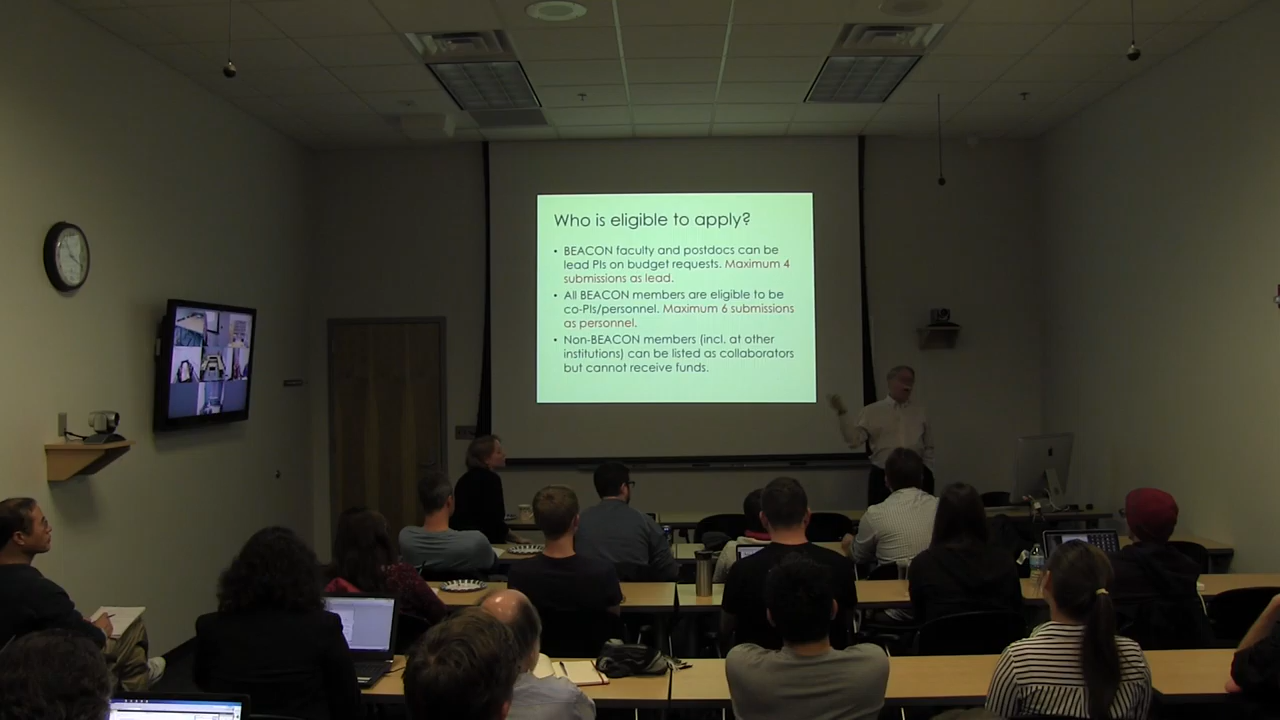 Who is eligible to apply?
• BEACON faculty and postdocs can be
lead PIs on budget requests. Maximum 4
submissions as lead.
• All BEACON members are eligible to be
co-PIs/personnel. Maximum 6 submissions
as personnel.
• Non-BEACON members (incl. at other
institutions) can be listed as collaborators
but cannot receive funds.